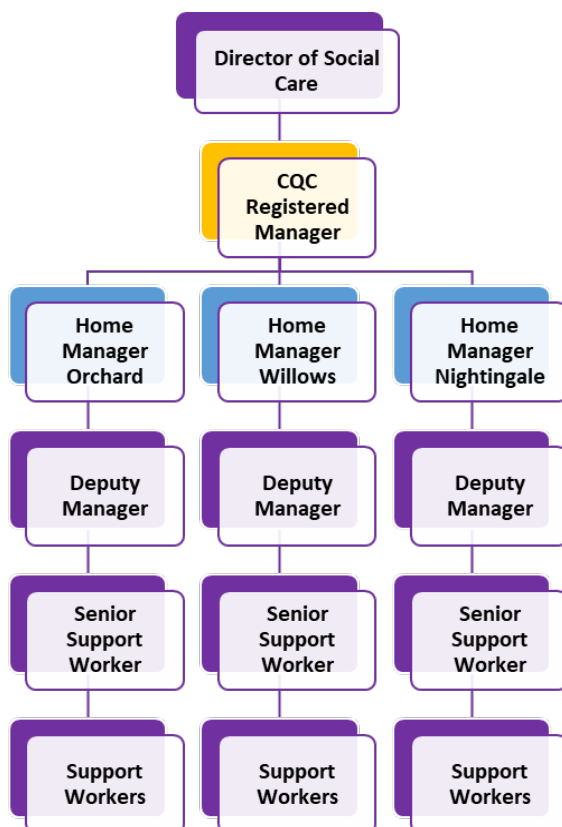 Director of Social
Care
CQC
Registered
Manager
Home
Manager
Orchard
Home
Manager
Willows
Home
Manager
Nightingale
Deputy
Manager
Deputy
Manager
Deputy
Manager
Senior
Support
Worker
Senior
Support
Worker
Senior
Support
Worker
Support
Workers
Support
Workers
Support
Workers